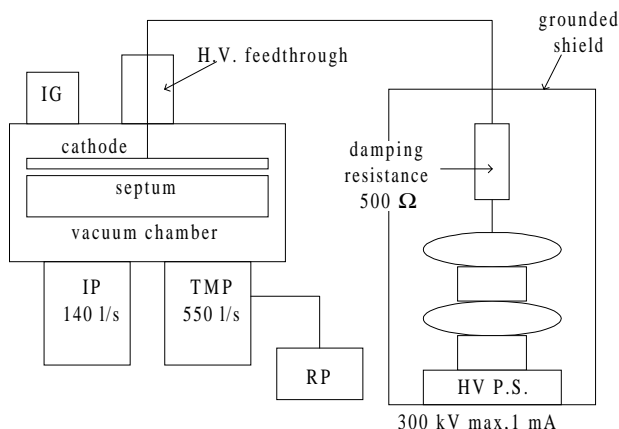 grounded
shield
H.V. feedthrough
IG
cathode
septum
vacuum chamber
damping
resistance
500 Ω
IP
140 l/s
TMP
550 l/s
RP
HV P.S.
300 kV max.1 mA